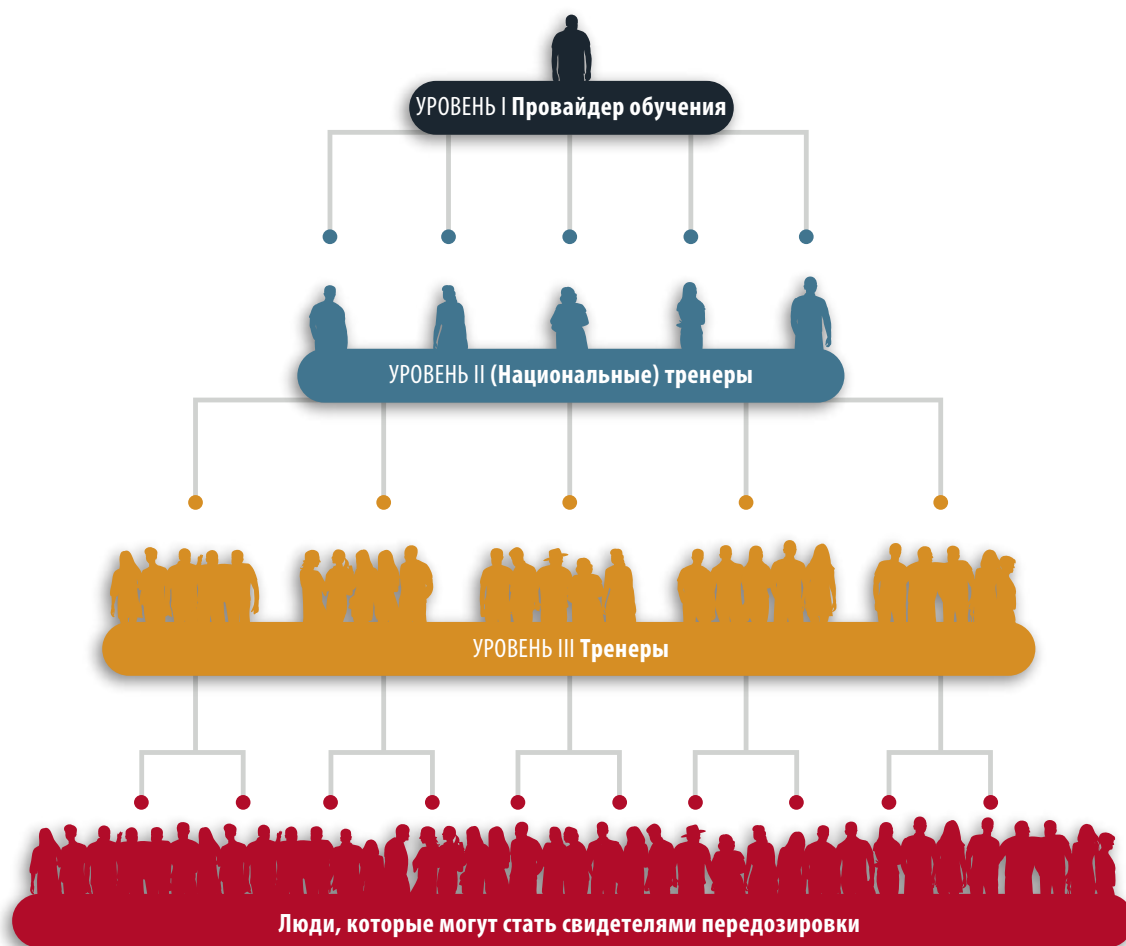 УРОВЕНЬ I Провайдер обучения
УРОВЕНЬ II (Национальные) тренеры
УРОВЕНЬ III Тренеры
Люди, которые могут стать свидетелями передозировки